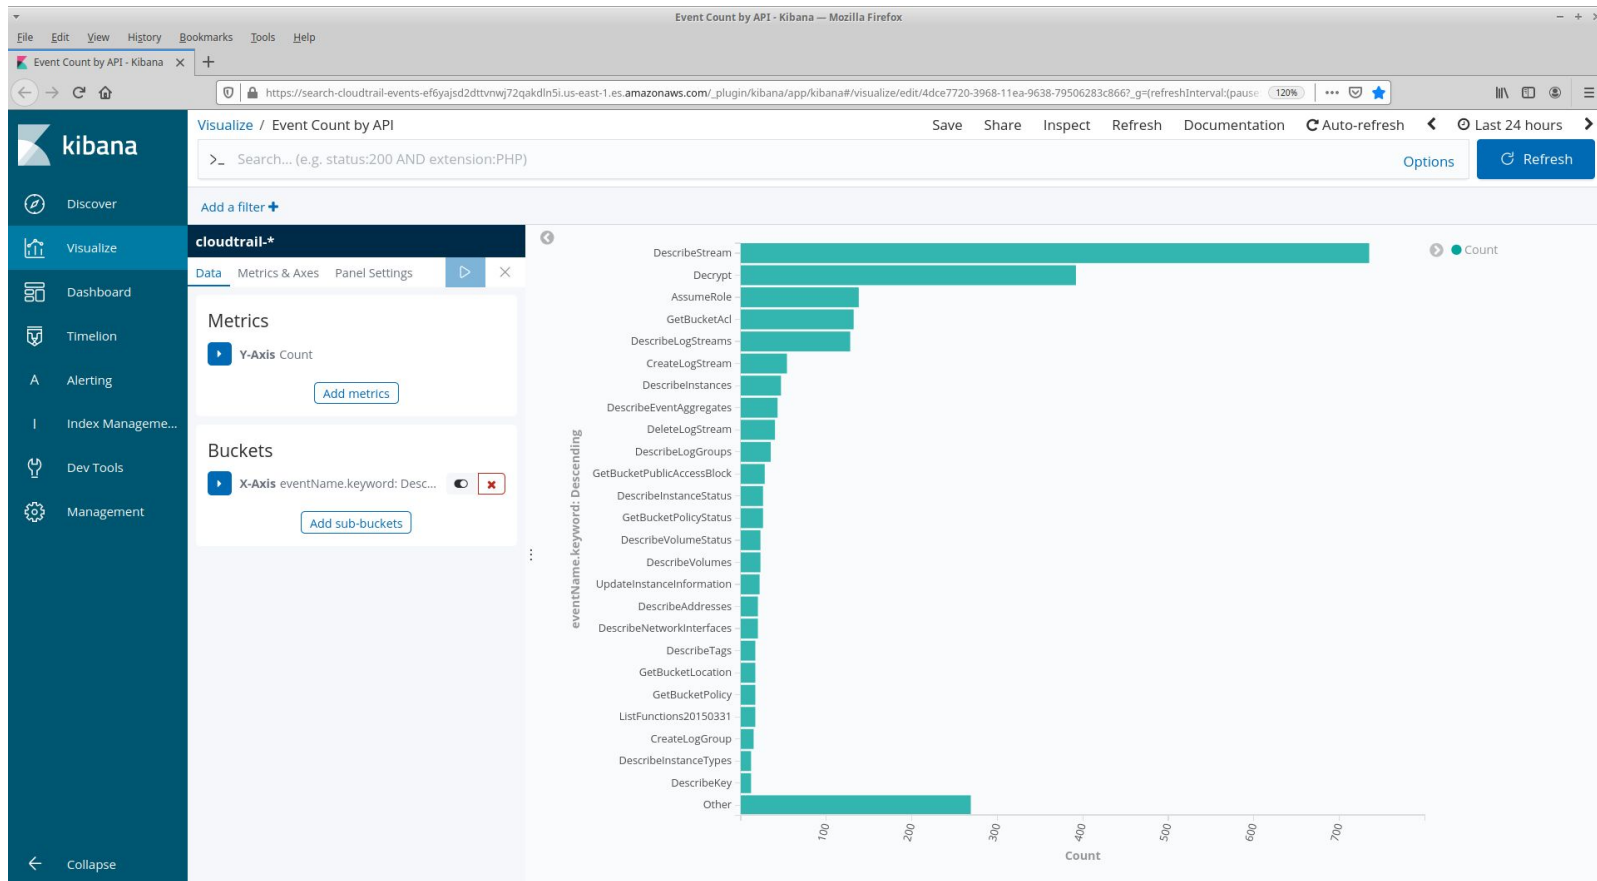 Event Count by API - Kibana — Mozilla Firefox
File Edit View History Bookmarks Tools Help
Event Count by API - Kibana
https://search-cloudtrail-events-ef6yajsd2dttvnwj72qakdln5i.us-east-1.es.amazonaws.com/_plugin/kibana/app/kibana#/visualize/edit/4dce7720-3968-11ea-9638-79506283c866?_g=(refreshInterval:(pause 120%
kibana
Visualize / Event Count by API Save Share Inspect Refresh Documentation Auto-refresh Last 24 hours
>_ Search... (e.g. status:200 AND extension:PHP) Options Refresh
Add a filter +
Discover
Visualize
Dashboard
Timelion
A Alerting
I Index Manageme...
Dev Tools
Management
Collapse
cloudtrail-*
Data Metrics & Axes Panel Settings
Metrics
Y-Axis Count
Add metrics
Buckets
X-Axis eventName.keyword: Desc...
Add sub-buckets
eventName.keyword: Descending
DescribeStream
Decrypt
AssumeRole
GetBucketAcl
DescribeLogStreams
CreateLogStream
DescribeInstances
DescribeEventAggregates
DeleteLogStream
DescribeLogGroups
GetBucketPublicAccessBlock
DescribeInstanceStatus
GetBucketPolicyStatus
DescribeVolumeStatus
DescribeVolumes
UpdateInstanceInformation
DescribeAddresses
DescribeNetworkInterfaces
DescribeTags
GetBucketLocation
GetBucketPolicy
ListFunctions20150331
CreateLogGroup
DescribeInstanceTypes
DescribeKey
Other
100 200 300 400 500 600 700
Count
Count